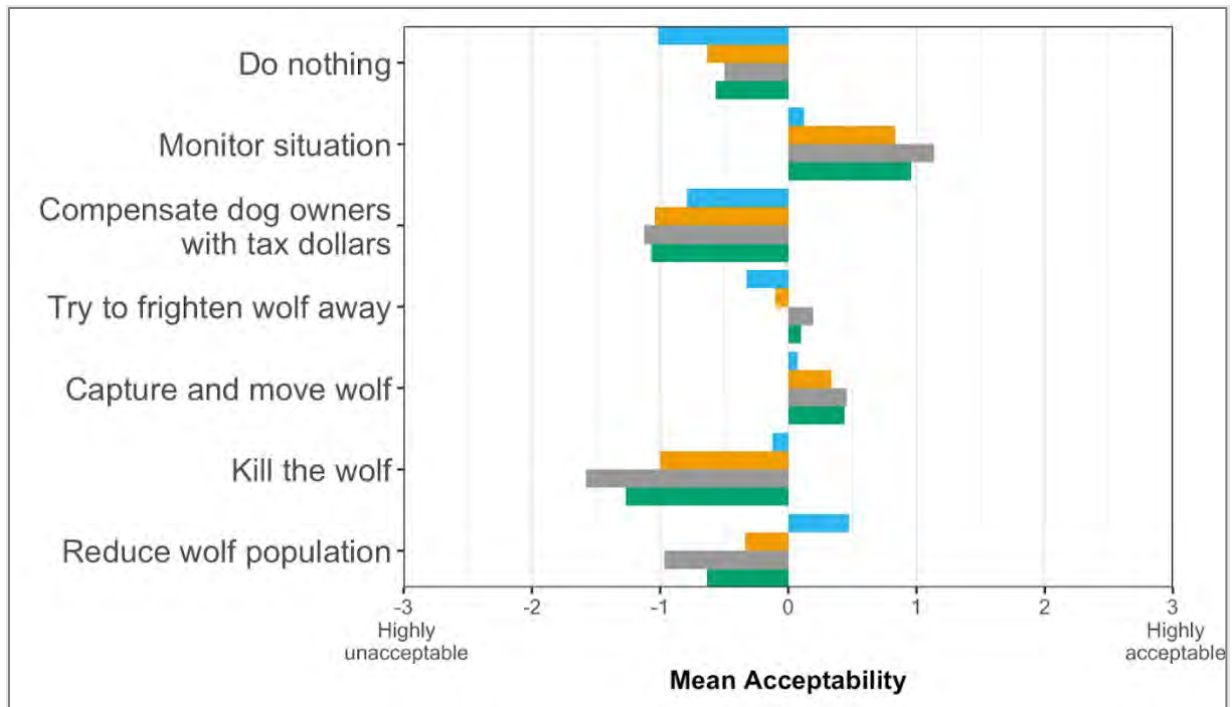 Do nothing
Monitor situation
Compensate dog owners
with tax dollars
Try to frighten wolf away
Capture and move wolf
Kill the wolf
Reduce wolf population
-3 -2 -1 0 1 2 3
Highly Highly
unacceptable acceptable
Mean Acceptability